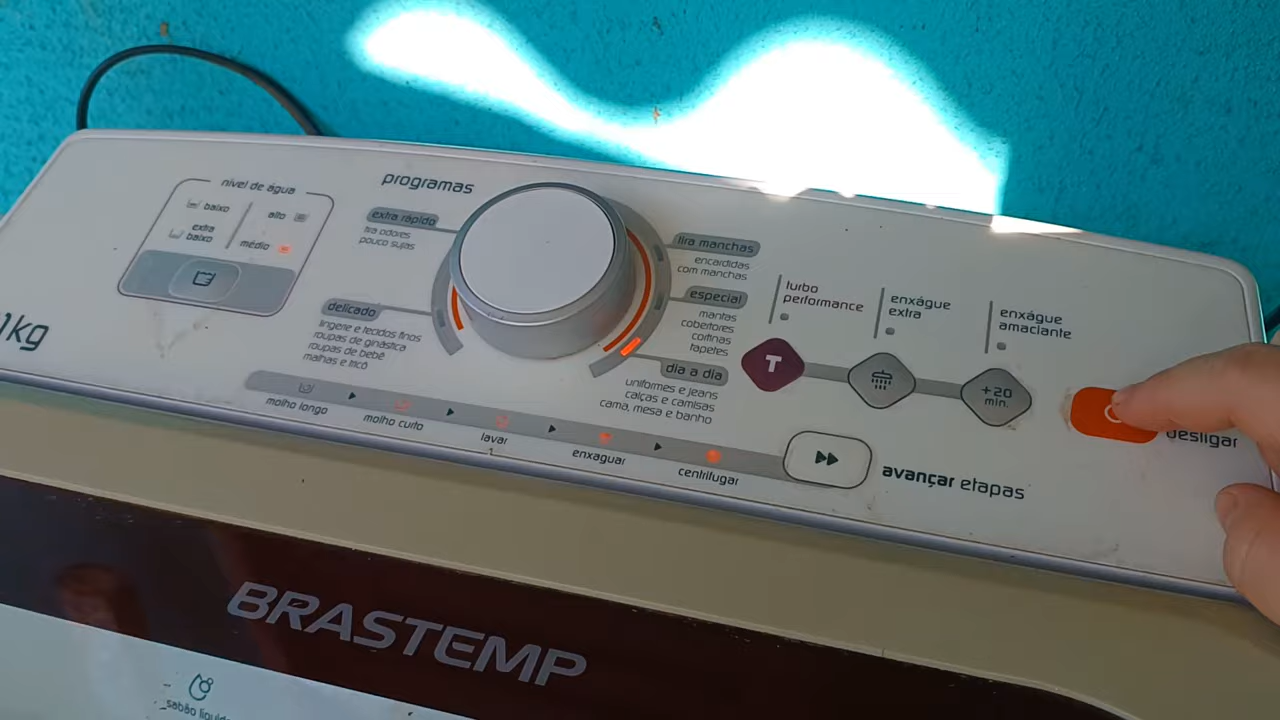 nível de água
baixo
alto
extra
baixo
médio
programas
extra rápido
tira odores
pouco sujas
delicado
lingerie e tecidos finos
roupas de ginástica
roupas de bebê
malhas e tricô
tira manchas
encardidas
com manchas
especial
mantas
cobertores
cortinas
tapetes
dia a dia
uniformes e jeans
calças e camisas
cama, mesa e banho
turbo
performance
enxágue
extra
enxágue
amaciante
T
+20
min.
desligar
molho longo
molho curto
lavar
enxaguar
centrifugar
avançar etapas
kg
BRASTEMP
sabão líquido